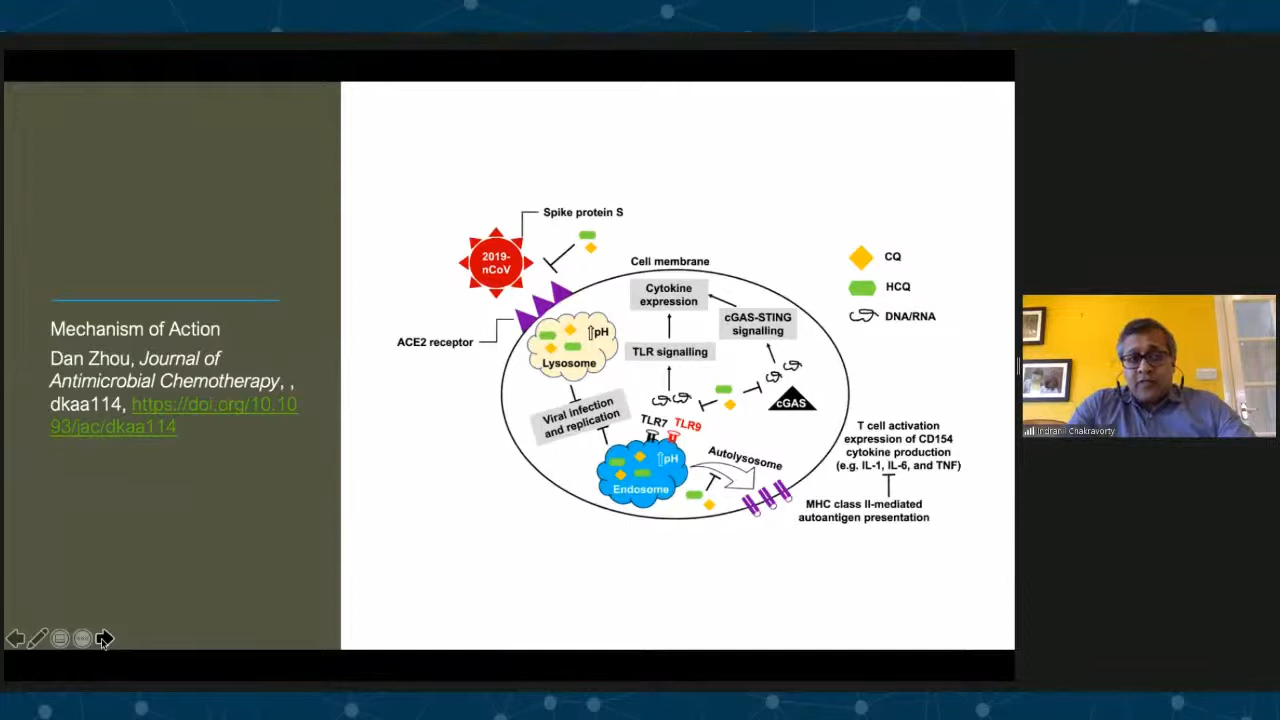 Mechanism of Action
Dan Zhou, Journal of
Antimicrobial Chemotherapy, ,
dkaa114, https://doi.org/10.10
93/jac/dkaa114
Spike protein S
2019-
nCoV
ACE2 receptor
Cell membrane
Cytokine
expression
cGAS-STING
signalling
TLR signalling
⇧pH
Lysosome
Viral infection
and replication
TLR7
TLR9
cGAS
⇧pH
Endosome
Autolysosome
CQ
HCQ
DNA/RNA
T cell activation
expression of CD154
cytokine production
(e.g. IL-1, IL-6, and TNF)
MHC class II-mediated
autoantigen presentation
Indranil Chakravorty